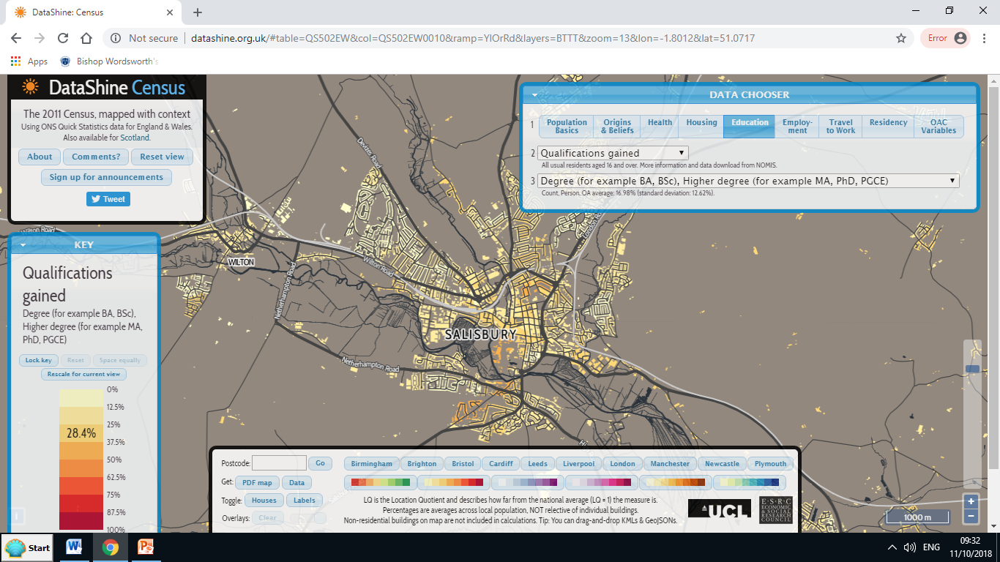 DataShine: Census
Not secure
datashine.org.uk/#table=QS502EW&col=QS502EW0010&ramp=YlOrRd&layers=BTTT&zoom=13&lon=-1.8012&lat=51.0717
Error
Apps
Bishop Wordsworth's
DataShine Census
The 2011 Census, mapped with context
Using ONS Quick Statistics data for England & Wales.
Also available for Scotland.
About
Comments?
Reset view
Sign up for announcements
Tweet
DATA CHOOSER
1
Population Basics
Origins & Beliefs
Health
Housing
Education
Employ-ment
Travel to Work
Residency
OAC Variables
2 Qualifications gained
All usual residents aged 16 and over. More information and data download from NOMIS.
3 Degree (for example BA, BSc), Higher degree (for example MA, PhD, PGCE)
Count, Person, OA average: 16.98% (standard deviation: 12.62%).
Devizes Road
London Road
Wilton Road
WILTON
Wilton Road
Netherhampton Road
SALISBURY
Netherhampton Road
KEY
Qualifications
gained
Degree (for example BA, BSc),
Higher degree (for example MA,
PhD, PGCE)
Lock key
Reset
Space equally
Rescale for current view
0%
12.5%
25%
28.4%
37.5%
50%
62.5%
75%
87.5%
100%
Postcode:
Go
Birmingham
Brighton
Bristol
Cardiff
Leeds
Liverpool
London
Manchester
Newcastle
Plymouth
Get:
PDF map
Data
Toggle:
Houses
Labels
Overlays:
Clear
LQ is the Location Quotient and describes how far from the national average (LQ = 1) the measure is.
Percentages are averages across local population, NOT relective of individual buildings.
Non-residential buildings on map are not included in calculations. Tip: You can drag-and-drop KMLs & GeoJSONs.
UCL
E·S·R·C
ECONOMIC
& SOCIAL
RESEARCH
COUNCIL
1000 m
+
−
Start
ENG
09:32
11/10/2018